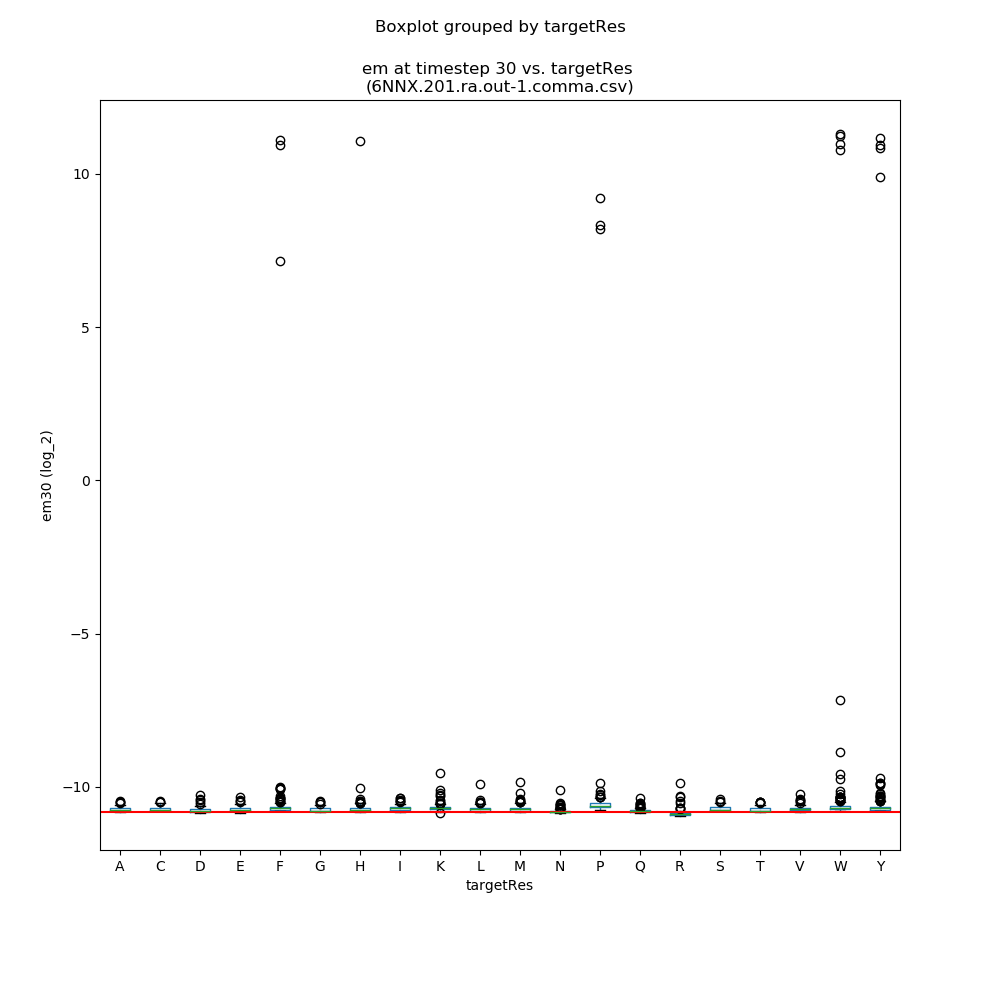 Boxplot grouped by targetRes
em at timestep 30 vs. targetRes
(6NNX.201.ra.out-1.comma.csv)
10
5
0
−5
−10
em30 (log_2)
A C D E F G H I K L M N P Q R S T V W Y
targetRes